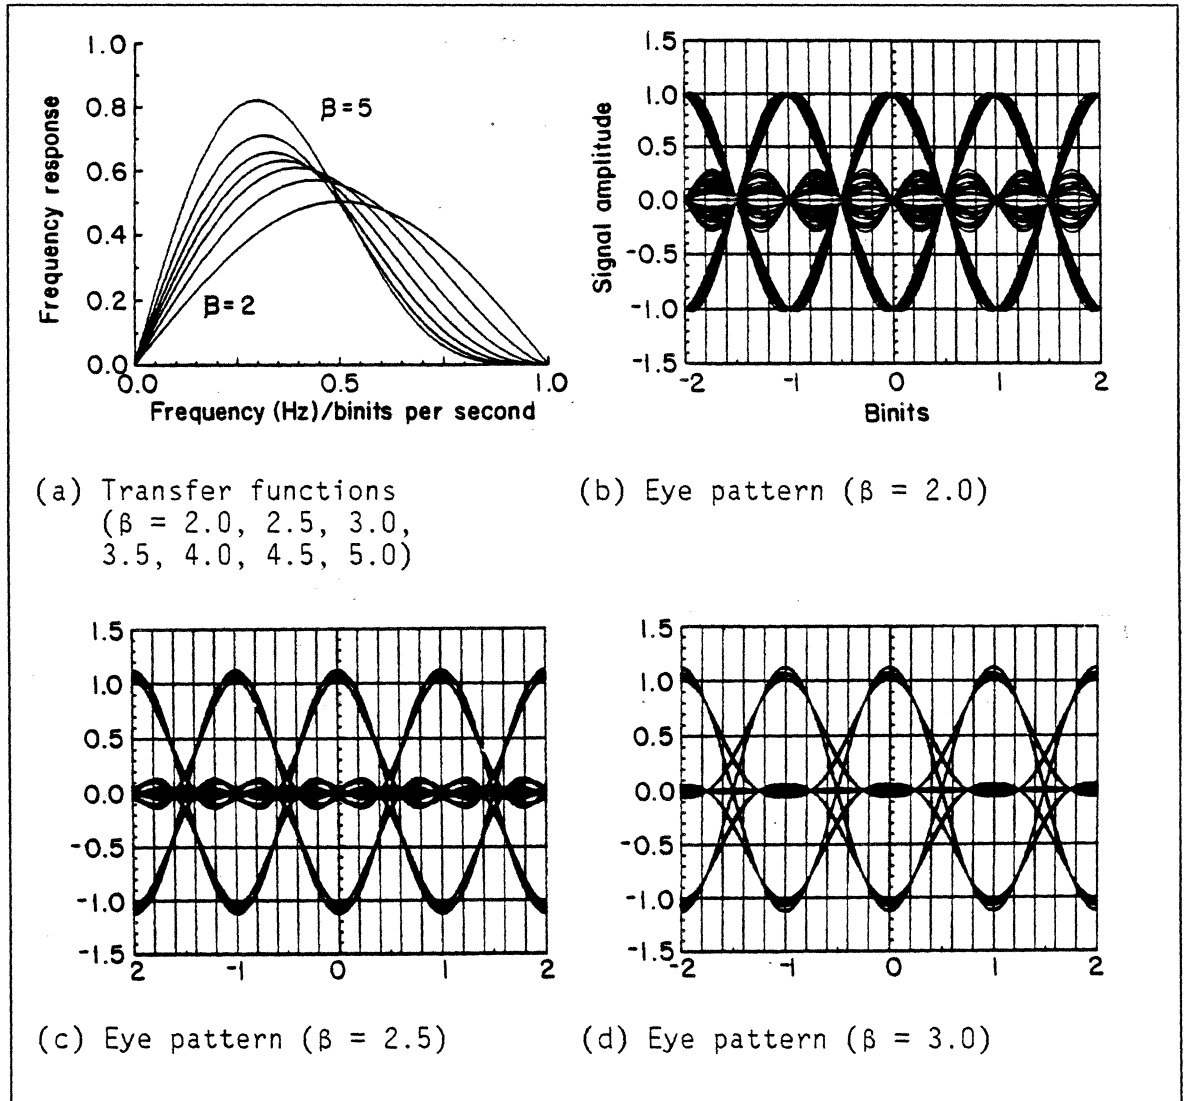 1.0
0.8
0.6
0.4
0.2
0.0
Frequency response
β=5
β=2
0.0 0.5 1.0
Frequency (Hz)/binits per second
1.5
1.0
0.5
0.0
-0.5
-1.0
-1.5
Signal amplitude
-2 -1 0 1 2
Binits
(a) Transfer functions
(β = 2.0, 2.5, 3.0,
3.5, 4.0, 4.5, 5.0)
(b) Eye pattern (β = 2.0)
1.5
1.0
0.5
0.0
-0.5
-1.0
-1.5
-2 -1 0 1 2
1.5
1.0
0.5
0.0
-0.5
-1.0
-1.5
-2 -1 0 1 2
(c) Eye pattern (β = 2.5)
(d) Eye pattern (β = 3.0)